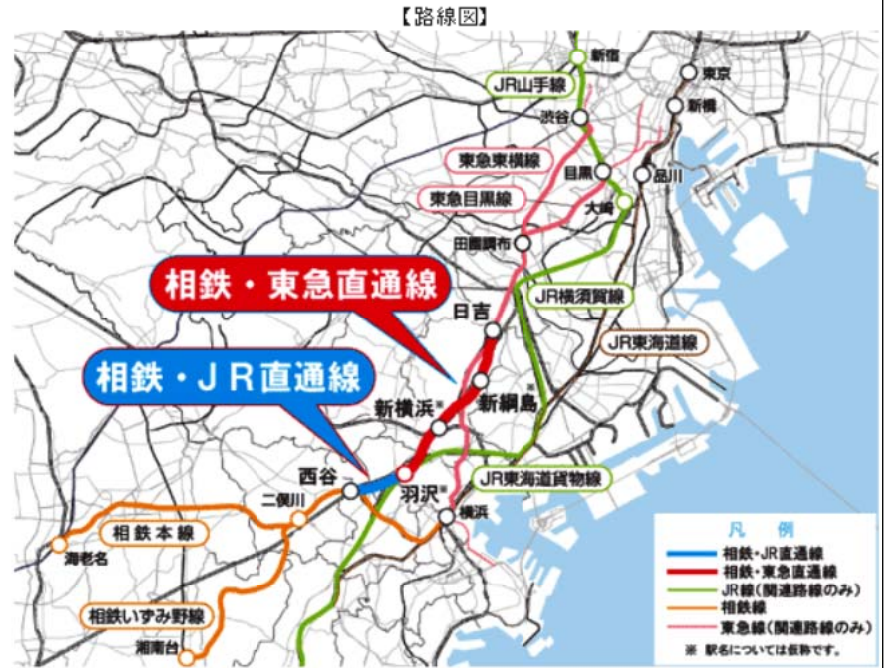 【路線図】
新宿
JR山手線
東京
新橋
渋谷
東急東横線
目黒
品川
東急目黒線
大崎
田園調布
相鉄・東急直通線
JR横須賀線
日吉
JR東海道線
相鉄・JR直通線
新綱島※
新横浜※
西谷
羽沢※
JR東海道貨物線
二俣川
横浜
相鉄本線
海老名
相鉄いずみ野線
湘南台
凡 例
相鉄・JR直通線
相鉄・東急直通線
JR線(関連路線のみ)
相鉄線
東急線(関連路線のみ)
※ 駅名については仮称です。